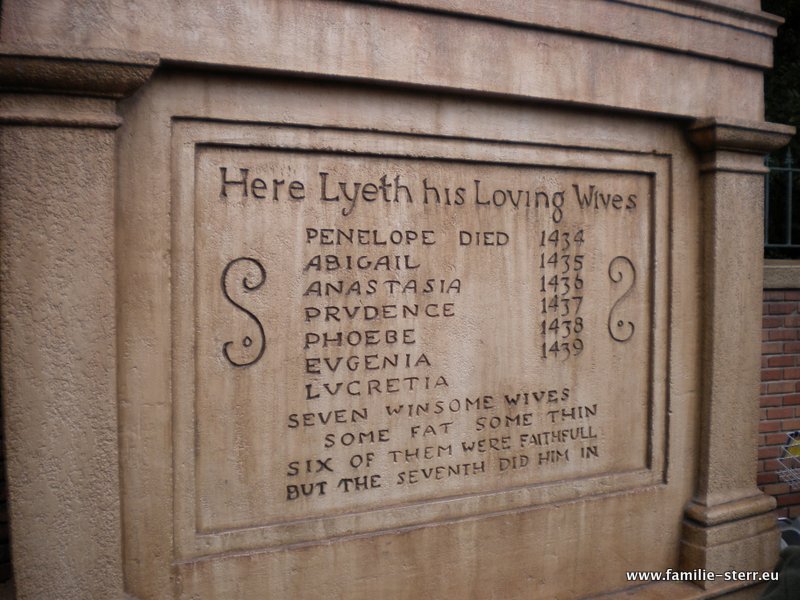 Here Lyeth his Loving Wives
PENELOPE DIED 1434
ABIGAIL 1435
ANASTASIA 1436
PRVDENCE 1437
PHOEBE 1438
EVGENIA 1439
LVCRETIA
SEVEN WINSOME WIVES
SOME FAT SOME THIN
SIX OF THEM WERE FAITHFULL
BUT THE SEVENTH DID HIM IN
www.familie-sterr.eu